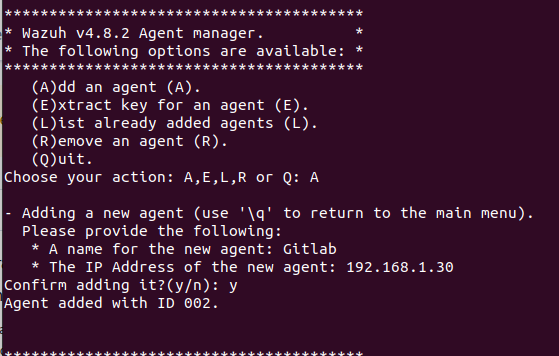 ****************************************
* Wazuh v4.8.2 Agent manager.          *
* The following options are available: *
****************************************
   (A)dd an agent (A).
   (E)xtract key for an agent (E).
   (L)ist already added agents (L).
   (R)emove an agent (R).
   (Q)uit.
Choose your action: A,E,L,R or Q: A

- Adding a new agent (use '\q' to return to the main menu).
  Please provide the following:
   * A name for the new agent: Gitlab
   * The IP Address of the new agent: 192.168.1.30
Confirm adding it?(y/n): y
Agent added with ID 002.


****************************************